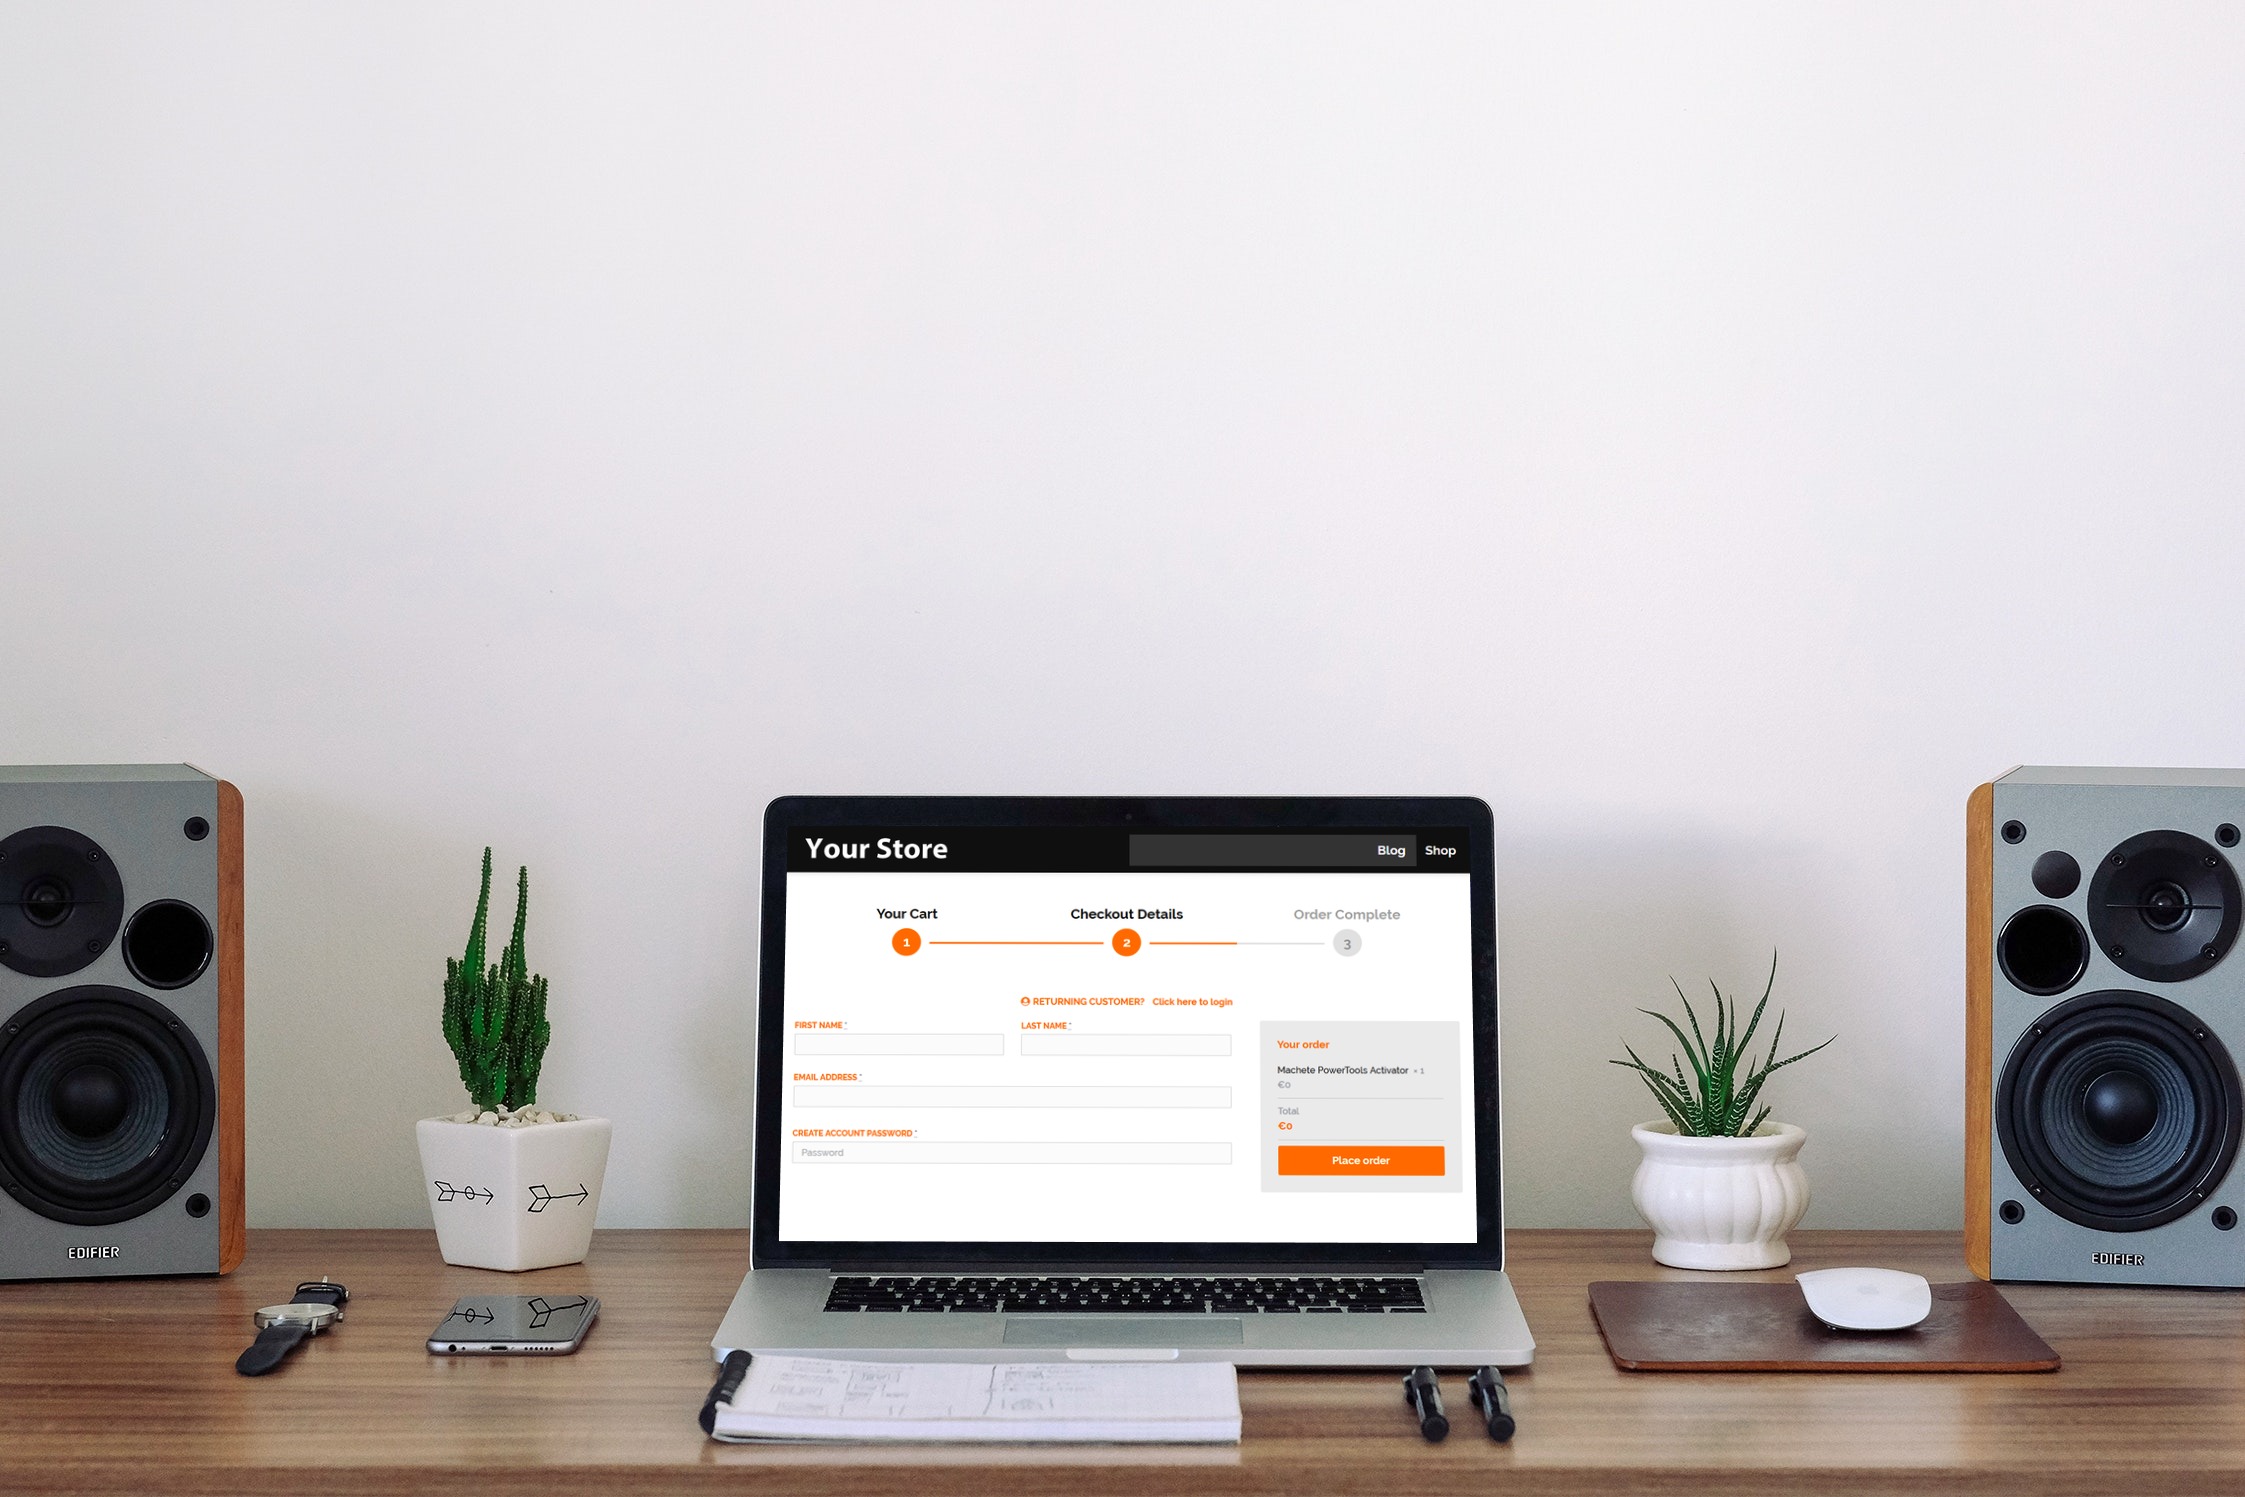 Your Store
Blog Shop
Your Cart Checkout Details Order Complete
1 2 3
RETURNING CUSTOMER? Click here to login
FIRST NAME * LAST NAME *
EMAIL ADDRESS *
CREATE ACCOUNT PASSWORD *
Password
Your order
Machete PowerTools Activator × 1
€0
Total
€0
Place order
EDIFIER
EDIFIER